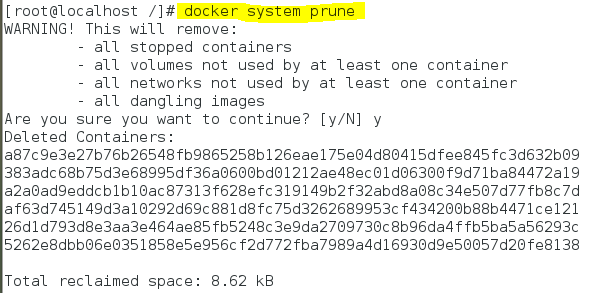 [root@localhost /]# docker system prune
WARNING! This will remove:
- all stopped containers
- all volumes not used by at least one container
- all networks not used by at least one container
- all dangling images
Are you sure you want to continue? [y/N] y
Deleted Containers:
a87c9e3e27b76b26548fb9865258b126eae175e04d80415dfee845fc3d632b09
383adc68b75d3e68995df36a0600bd01212ae48ec01d06300f9d71ba84472a19
a2a0ad9eddcb1b10ac87313f628efc319149b2f32abd8a08c34e507d77fb8c7d
af63d745149d3a10292d69c881d8fc75d3262689953cf434200b88b4471ce121
26d1d793d8e3aa3e464ae85fb5248c3e9da2709730c8b96da4ffb5ba5a56293c
5262e8dbb06e0351858e5e956cf2d772fba7989a4d16930d9e50057d20fe8138
Total reclaimed space: 8.62 kB